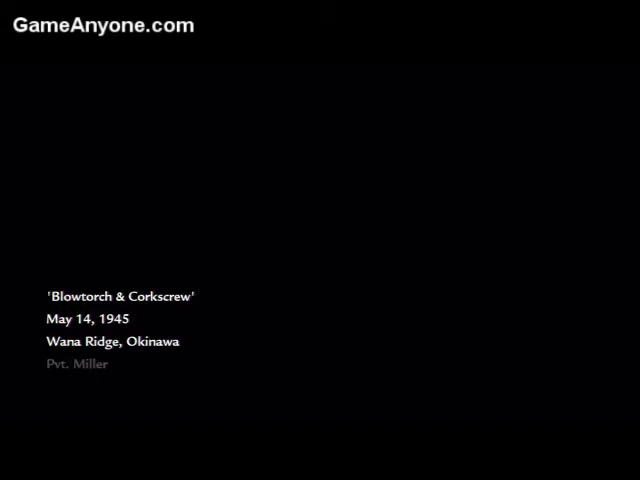 GameAnyone.com
'Blowtorch & Corkscrew'
May 14, 1945
Wana Ridge, Okinawa
Pvt. Miller